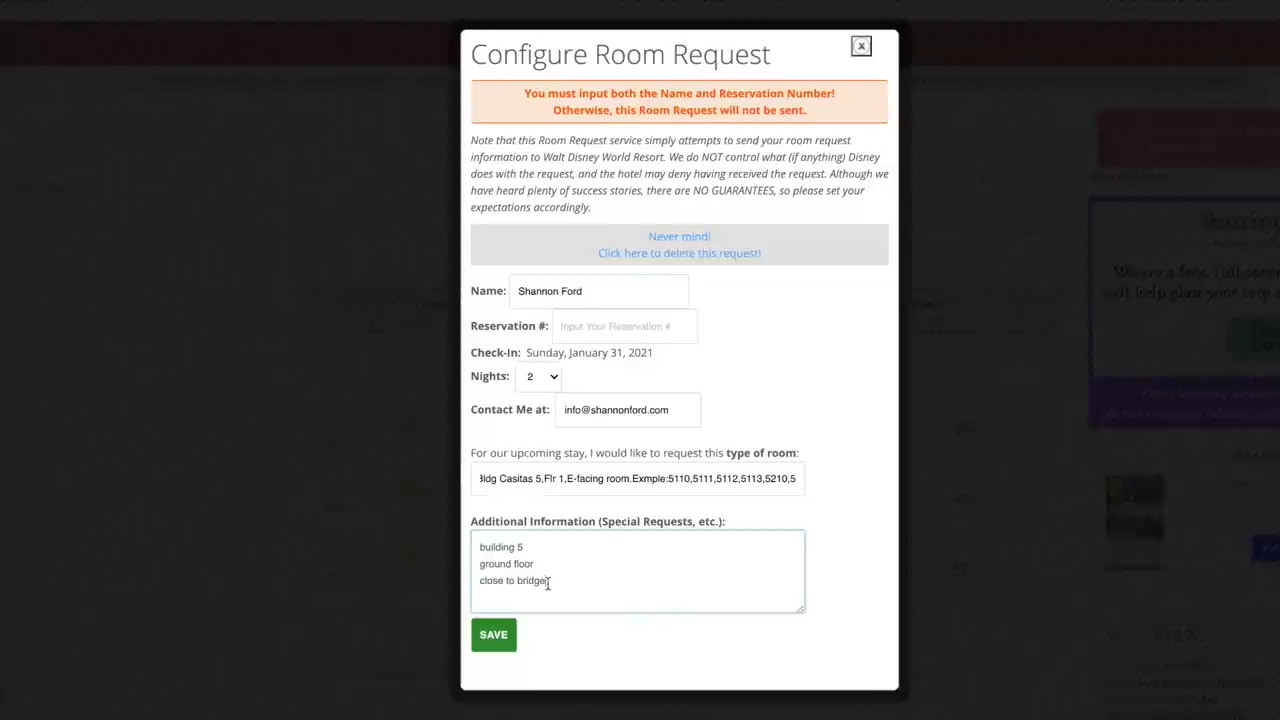 Configure Room Request
x
You must input both the Name and Reservation Number!
Otherwise, this Room Request will not be sent.
Note that this Room Request service simply attempts to send your room request
information to Walt Disney World Resort. We do NOT control what (if anything) Disney
does with the request, and the hotel may deny having received the request. Although we
have heard plenty of success stories, there are NO GUARANTEES, so please set your
expectations accordingly.
Never mind!
Click here to delete this request!
Name: Shannon Ford
Reservation #: Input Your Reservation #
Check-In: Sunday, January 31, 2021
Nights: 2
Contact Me at: info@shannonford.com
For our upcoming stay, I would like to request this type of room:
Bldg Casitas 5,Flr 1,E-facing room.Exmple:5110,5111,5112,5113,5210,5
Additional Information (Special Requests, etc.):
building 5
ground floor
close to bridge
SAVE